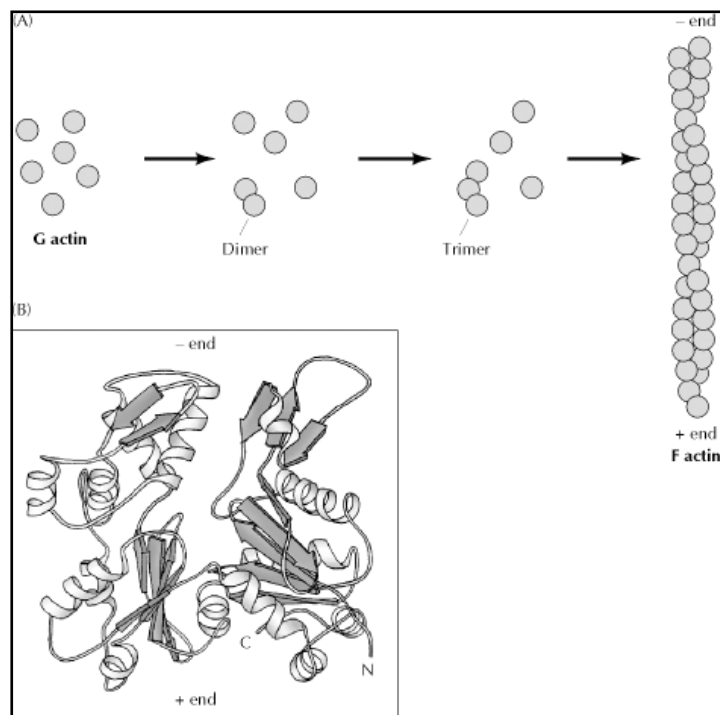 (A)
– end
G actin
Dimer
Trimer
+ end
F actin
(B)
– end
C
N
+ end